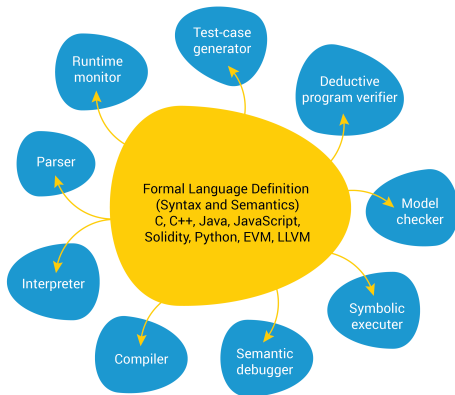 Test-case
generator
Runtime
monitor
Deductive
program verifier
Parser
Formal Language Definition
(Syntax and Semantics)
C, C++, Java, JavaScript,
Solidity, Python, EVM, LLVM
Model
checker
Interpreter
Symbolic
executer
Compiler
Semantic
debugger